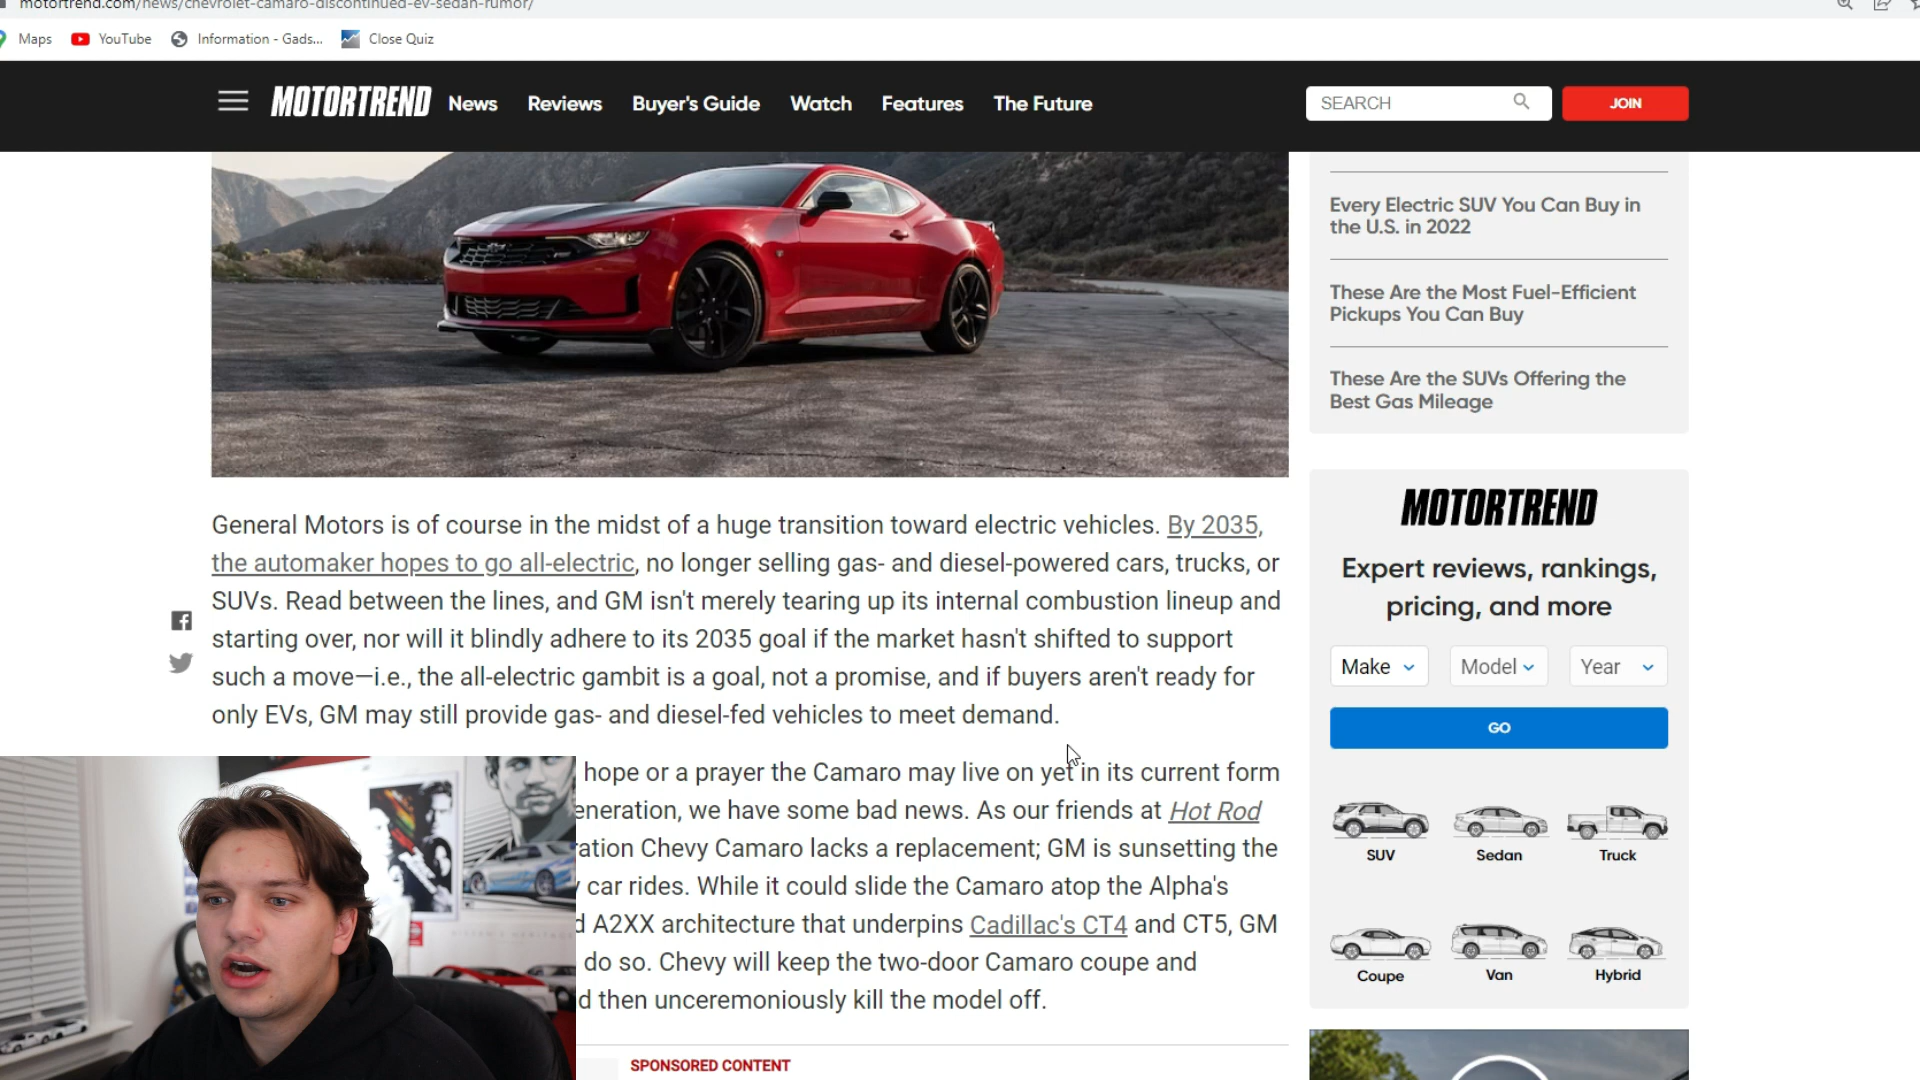 motortrend.com/news/chevrolet-camaro-discontinued-ev-sedan-rumor/
Maps YouTube Information - Gads... Close Quiz
MOTORTREND News Reviews Buyer's Guide Watch Features The Future SEARCH JOIN
Every Electric SUV You Can Buy in
the U.S. in 2022
These Are the Most Fuel-Efficient
Pickups You Can Buy
These Are the SUVs Offering the
Best Gas Mileage
General Motors is of course in the midst of a huge transition toward electric vehicles. By 2035,
the automaker hopes to go all-electric, no longer selling gas- and diesel-powered cars, trucks, or
SUVs. Read between the lines, and GM isn't merely tearing up its internal combustion lineup and
starting over, nor will it blindly adhere to its 2035 goal if the market hasn't shifted to support
such a move—i.e., the all-electric gambit is a goal, not a promise, and if buyers aren't ready for
only EVs, GM may still provide gas- and diesel-fed vehicles to meet demand.
hope or a prayer the Camaro may live on yet in its current form
eneration, we have some bad news. As our friends at Hot Rod
ration Chevy Camaro lacks a replacement; GM is sunsetting the
car rides. While it could slide the Camaro atop the Alpha's
d A2XX architecture that underpins Cadillac's CT4 and CT5, GM
do so. Chevy will keep the two-door Camaro coupe and
d then unceremoniously kill the model off.
SPONSORED CONTENT
MOTORTREND
Expert reviews, rankings,
pricing, and more
Make Model Year
GO
SUV Sedan Truck
Coupe Van Hybrid